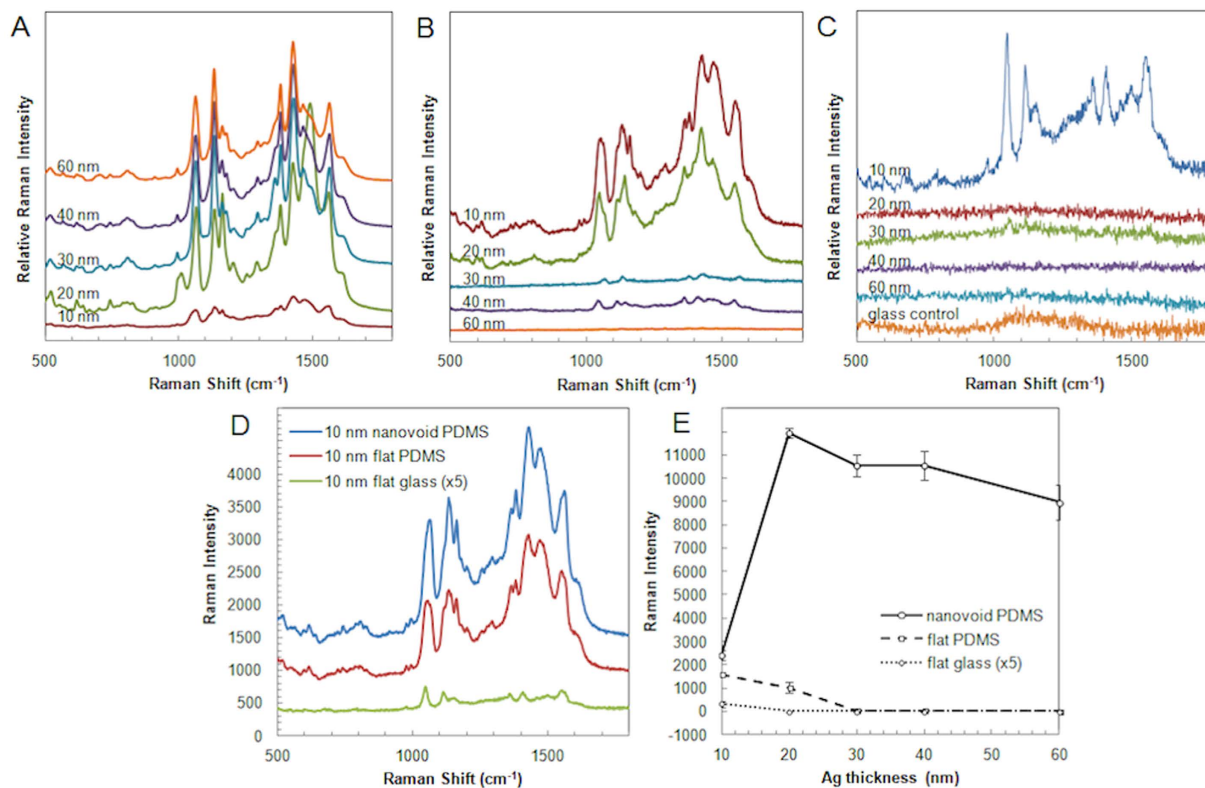 A
Relative Raman Intensity
60 nm
40 nm
30 nm
20 nm
10 nm
500 1000 1500
Raman Shift (cm-1)
B
Relative Raman Intensity
10 nm
20 nm
30 nm
40 nm
60 nm
500 1000 1500
Raman Shift (cm-1)
C
Relative Raman Intensity
10 nm
20 nm
30 nm
40 nm
60 nm
glass control
500 1000 1500
Raman Shift (cm-1)
D
Raman Intensity
10 nm nanovoid PDMS
10 nm flat PDMS
10 nm flat glass (x5)
4000
3500
3000
2500
2000
1500
1000
500
0
500 1000 1500
Raman Shift (cm-1)
E
Raman Intensity
11000
10000
9000
8000
7000
6000
5000
4000
3000
2000
1000
0
-1000
nanovoid PDMS
flat PDMS
flat glass (x5)
10 20 30 40 50 60
Ag thickness (nm)